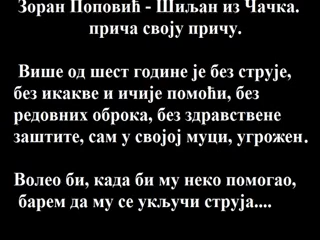 Зоран Поповић - Шиљан из Чачка.
прича своју причу.
Више од шест године је без струје,
без икакве и ичије помоћи, без
редовних оброка, без здравствене
заштите, сам у својој муци, угрожен.
Волео би, када би му неко помогао,
барем да му се укључи струја....